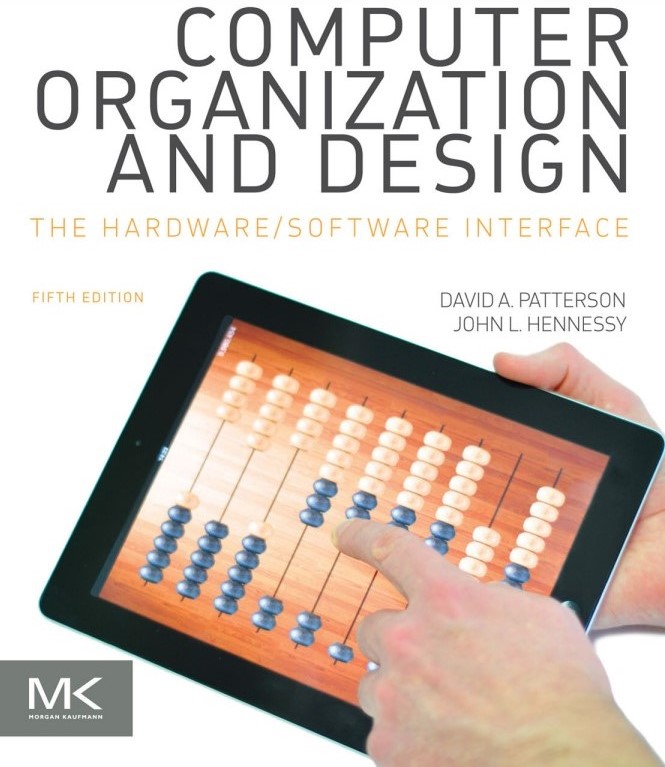 COMPUTER
ORGANIZATION
AND DESIGN
THE HARDWARE/SOFTWARE INTERFACE
FIFTH EDITION
DAVID A. PATTERSON
JOHN L. HENNESSY
MK
MORGAN KAUFMANN